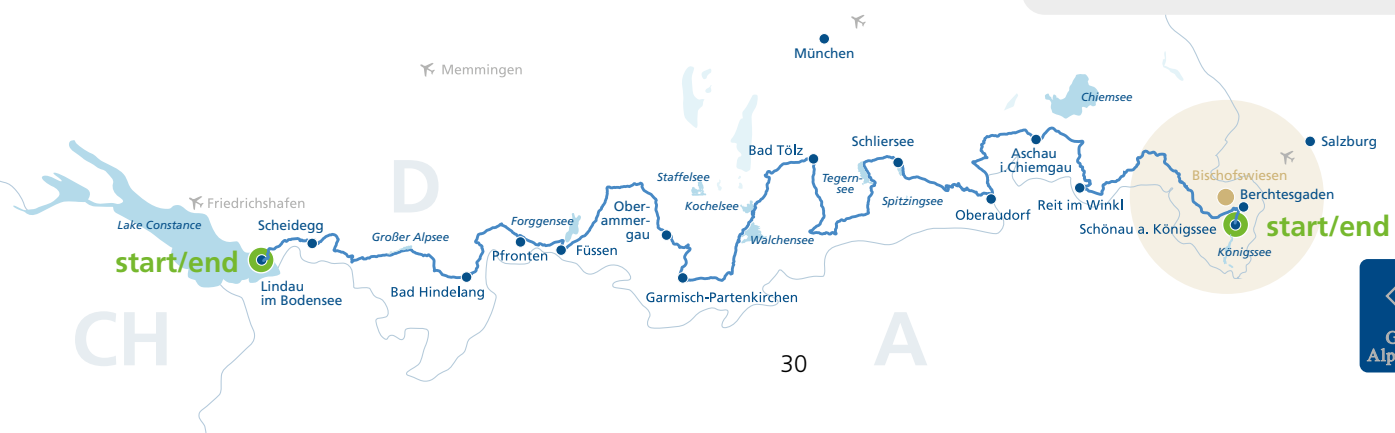 München
Memmingen
Chiemsee
Salzburg
Schliersee
Bad Tölz
Aschau
i.Chiemgau
Staffelsee
Tegern-
see
Bischofswiesen
D
Friedrichshafen
Kochelsee
Spitzingsee
Oberaudorf
Reit im Winkl
Berchtesgaden
Lake Constance
Scheidegg
Forggensee
Ober-
ammer-
gau
Großer Alpsee
Walchensee
Schönau a. Königssee
start/end
start/end
Pfronten
Füssen
Königssee
Lindau
im Bodensee
Bad Hindelang
Garmisch-Partenkirchen
CH
A
30